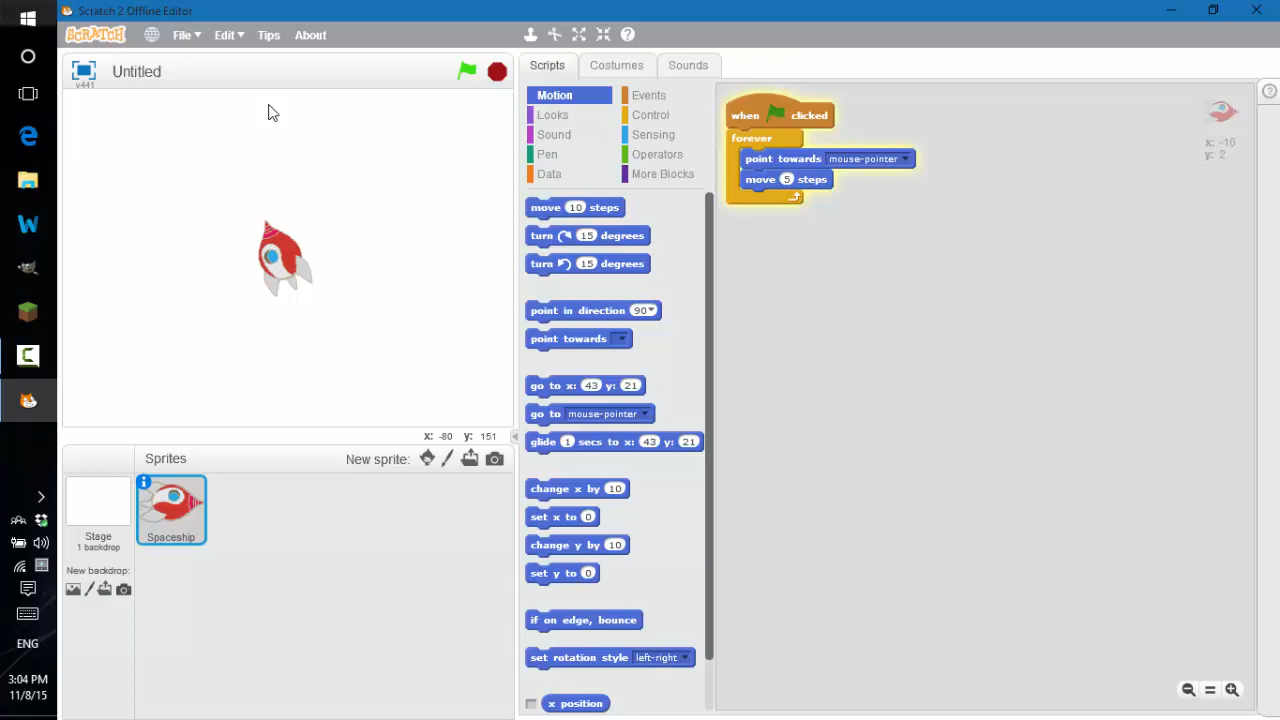 Scratch 2 Offline Editor
SCRATCH File Edit Tips About
v441 Untitled
Scripts Costumes Sounds
Motion Events
Looks Control
Sound Sensing
Pen Operators
Data More Blocks
move 10 steps
turn 15 degrees
turn 15 degrees
point in direction 90
point towards
go to x: 43 y: 21
go to mouse-pointer
glide 1 secs to x: 43 y: 21
change x by 10
set x to 0
change y by 10
set y to 0
if on edge, bounce
set rotation style left-right
x position
when clicked
forever
point towards mouse-pointer
move 5 steps
x: -16
y: 2
x: -80 y: 151
Sprites New sprite:
Stage
1 backdrop
New backdrop:
Spaceship
ENG
3:04 PM
11/8/15